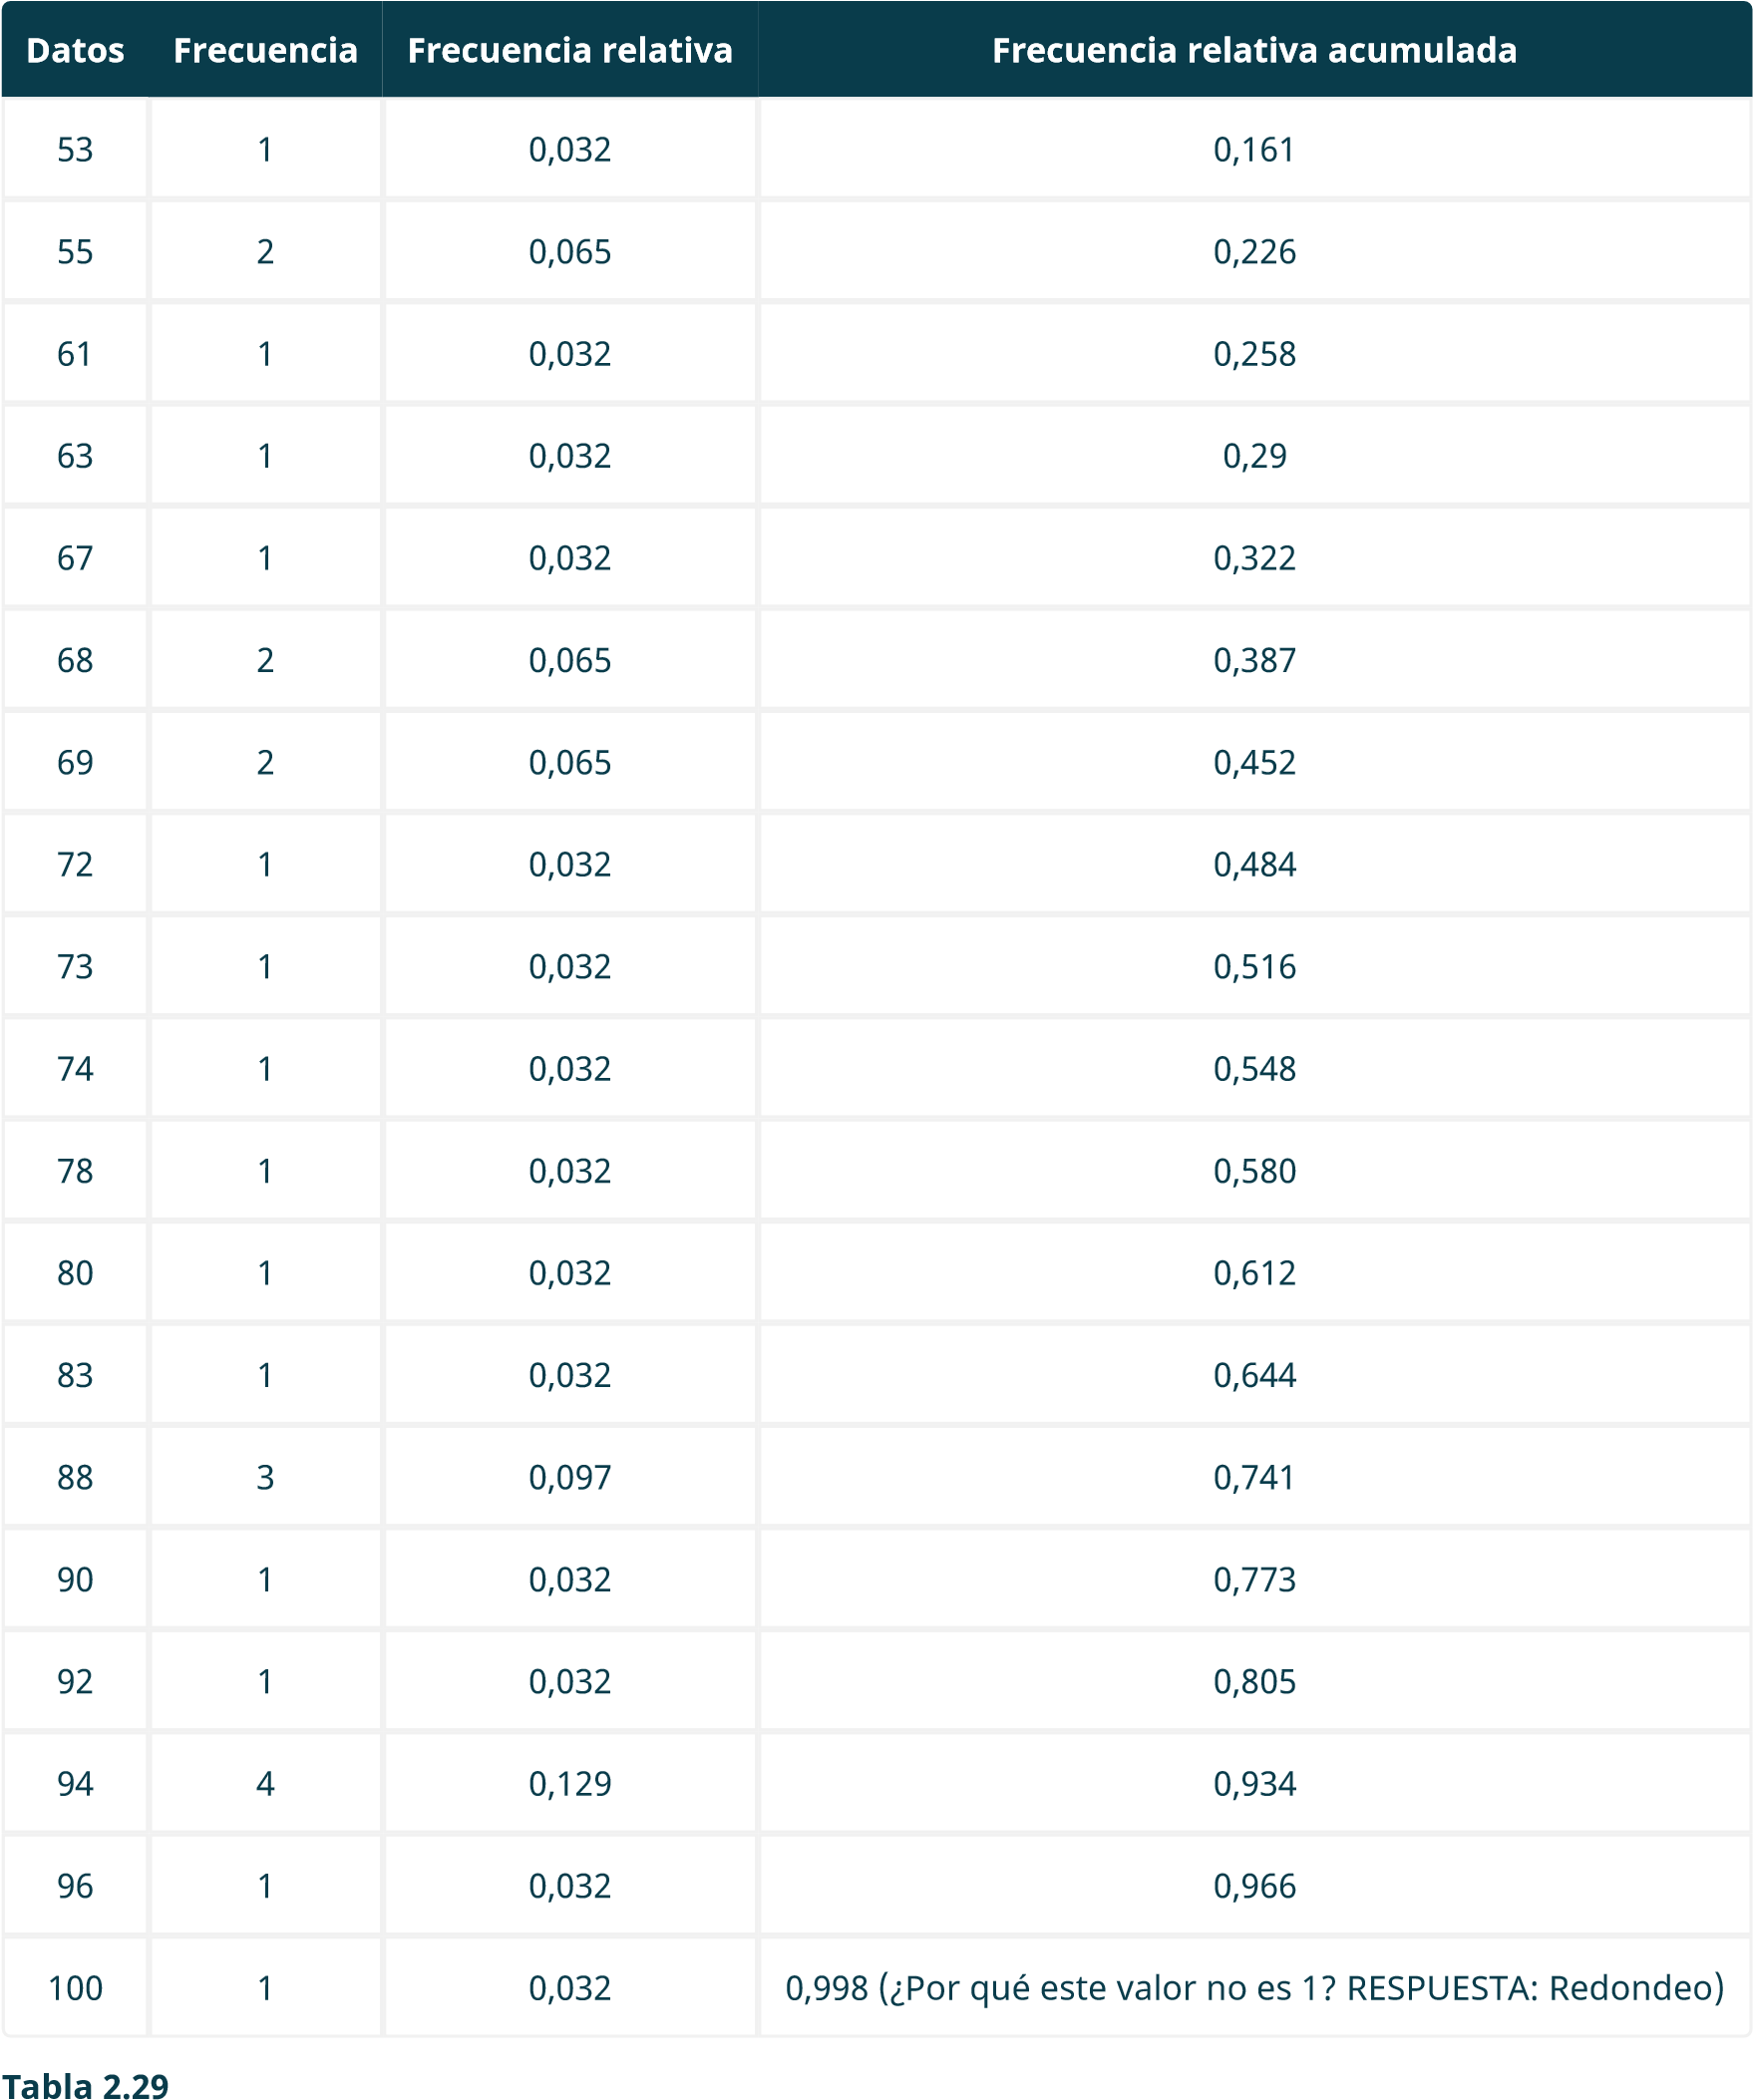 Datos Frecuencia Frecuencia relativa Frecuencia relativa acumulada
53 1 0,032 0,161
55 2 0,065 0,226
61 1 0,032 0,258
63 1 0,032 0,29
67 1 0,032 0,322
68 2 0,065 0,387
69 2 0,065 0,452
72 1 0,032 0,484
73 1 0,032 0,516
74 1 0,032 0,548
78 1 0,032 0,580
80 1 0,032 0,612
83 1 0,032 0,644
88 3 0,097 0,741
90 1 0,032 0,773
92 1 0,032 0,805
94 4 0,129 0,934
96 1 0,032 0,966
100 1 0,032 0,998 (¿Por qué este valor no es 1? RESPUESTA: Redondeo)
Tabla 2.29